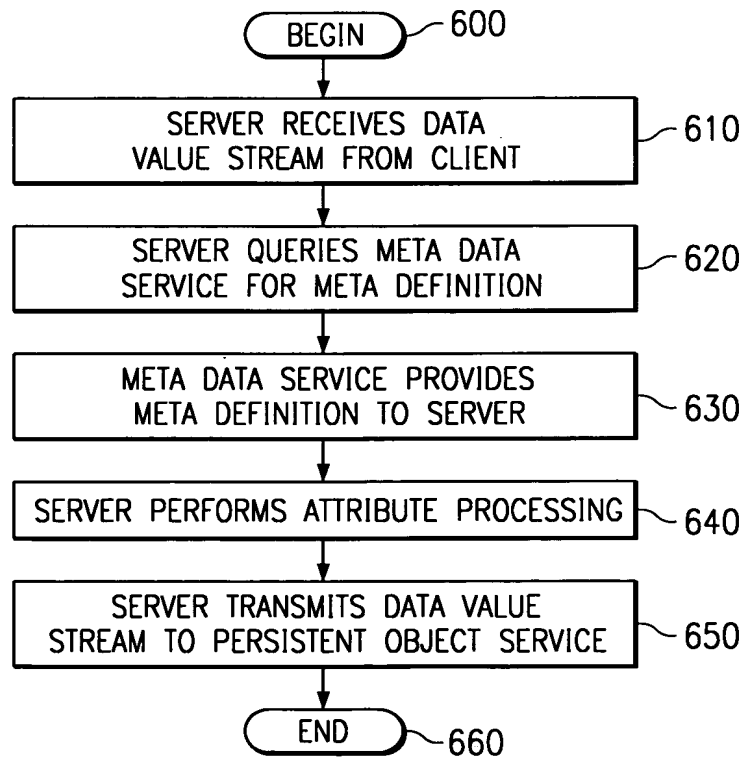 BEGIN
600
SERVER RECEIVES DATA
VALUE STREAM FROM CLIENT
610
SERVER QUERIES META DATA
SERVICE FOR META DEFINITION
620
META DATA SERVICE PROVIDES
META DEFINITION TO SERVER
630
SERVER PERFORMS ATTRIBUTE PROCESSING
640
SERVER TRANSMITS DATA VALUE
STREAM TO PERSISTENT OBJECT SERVICE
650
END
660